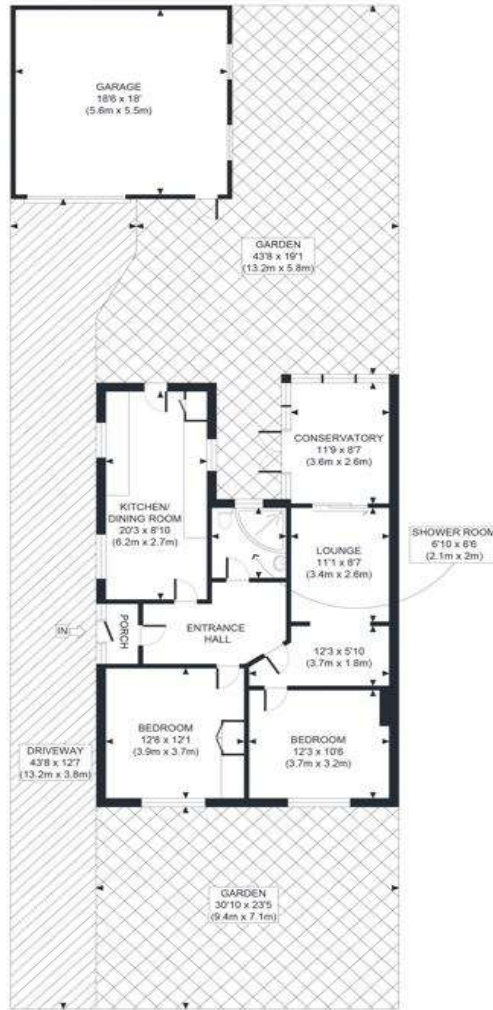 GARAGE
18'6 x 18'
(5.6m x 5.5m)
GARDEN
43'8 x 19'1
(13.2m x 5.8m)
CONSERVATORY
11'9 x 8'7
(3.6m x 2.6m)
KITCHEN/
DINING ROOM
20'3 x 8'10
(6.2m x 2.7m)
SHOWER ROOM
6'10 x 6'6
(2.1m x 2m)
LOUNGE
11'1 x 8'7
(3.4m x 2.6m)
IN
PORCH
ENTRANCE
HALL
12'3 x 5'10
(3.7m x 1.8m)
BEDROOM
12'8 x 12'1
(3.9m x 3.7m)
BEDROOM
12'3 x 10'6
(3.7m x 3.2m)
DRIVEWAY
43'8 x 12'7
(13.2m x 3.8m)
GARDEN
30'10 x 23'5
(9.4m x 7.1m)